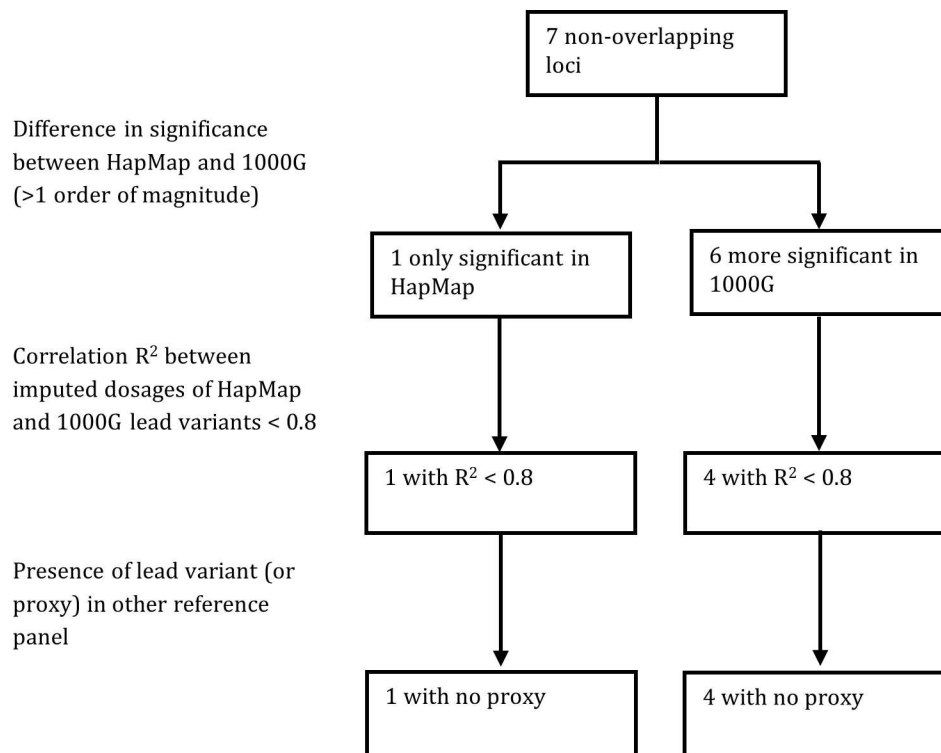 7 non-overlapping
loci
Difference in significance
between HapMap and 1000G
(>1 order of magnitude)
1 only significant in
HapMap
6 more significant in
1000G
Correlation R² between
imputed dosages of HapMap
and 1000G lead variants < 0.8
1 with R² < 0.8
4 with R² < 0.8
Presence of lead variant (or
proxy) in other reference
panel
1 with no proxy
4 with no proxy